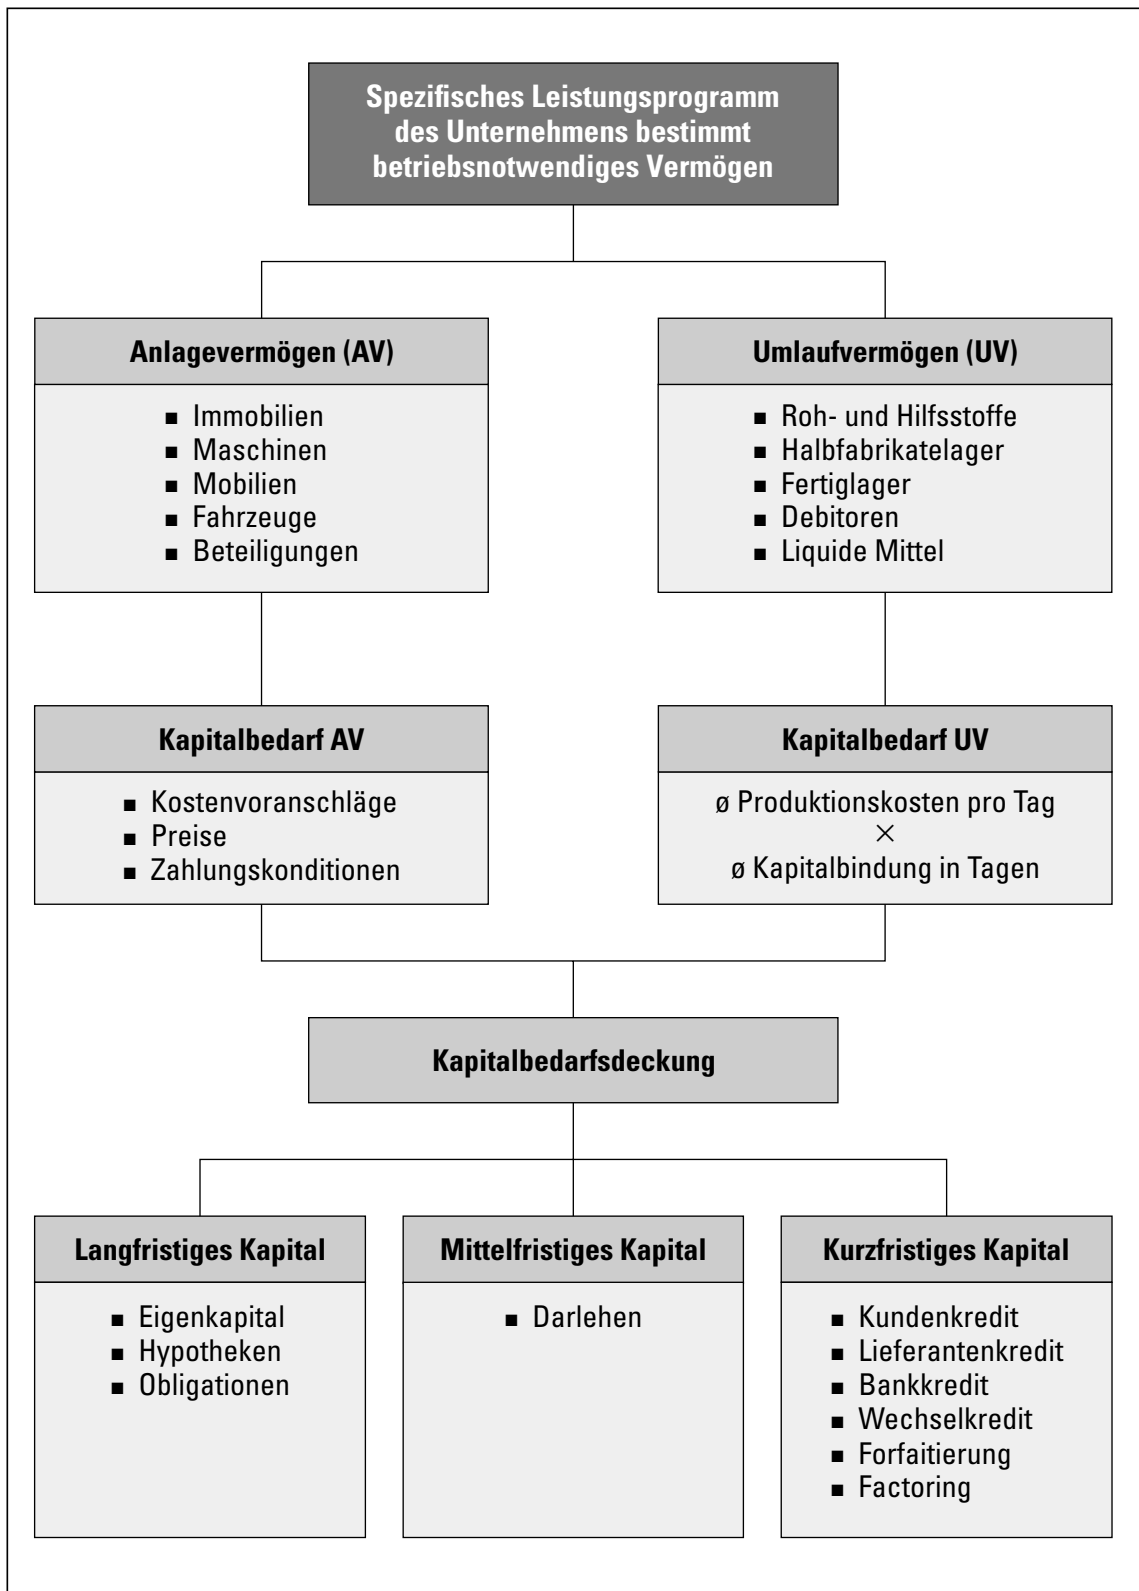 Spezifisches Leistungsprogramm
des Unternehmens bestimmt
betriebsnotwendiges Vermögen
Anlagevermögen (AV)
■ Immobilien
■ Maschinen
■ Mobilien
■ Fahrzeuge
■ Beteiligungen
Umlaufvermögen (UV)
■ Roh- und Hilfsstoffe
■ Halbfabrikatelager
■ Fertiglager
■ Debitoren
■ Liquide Mittel
Kapitalbedarf AV
■ Kostenvoranschläge
■ Preise
■ Zahlungskonditionen
Kapitalbedarf UV
ø Produktionskosten pro Tag
×
ø Kapitalbindung in Tagen
Kapitalbedarfsdeckung
Langfristiges Kapital
■ Eigenkapital
■ Hypotheken
■ Obligationen
Mittelfristiges Kapital
■ Darlehen
Kurzfristiges Kapital
■ Kundenkredit
■ Lieferantenkredit
■ Bankkredit
■ Wechselkredit
■ Forfaitierung
■ Factoring